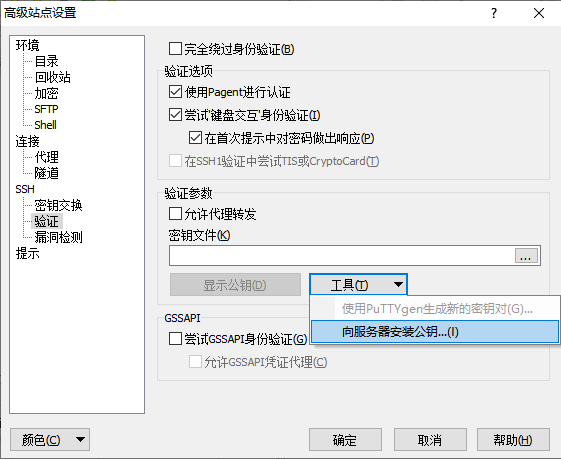 高级站点设置
环境
目录
回收站
加密
SFTP
Shell
连接
代理
隧道
SSH
密钥交换
验证
漏洞检测
提示
完全绕过身份验证(B)
验证选项
使用Pagent进行认证
尝试'键盘交互'身份验证(I)
在首次提示中对密码做出响应(P)
在SSH1验证中尝试TIS或CryptoCard(T)
验证参数
允许代理转发
密钥文件(K)
...
显示公钥(D)
工具(T)
使用PuTTYgen生成新的密钥对(G)...
向服务器安装公钥...(I)
GSSAPI
尝试GSSAPI身份验证(G)
允许GSSAPI凭证代理(C)
颜色(C)
确定
取消
帮助(H)